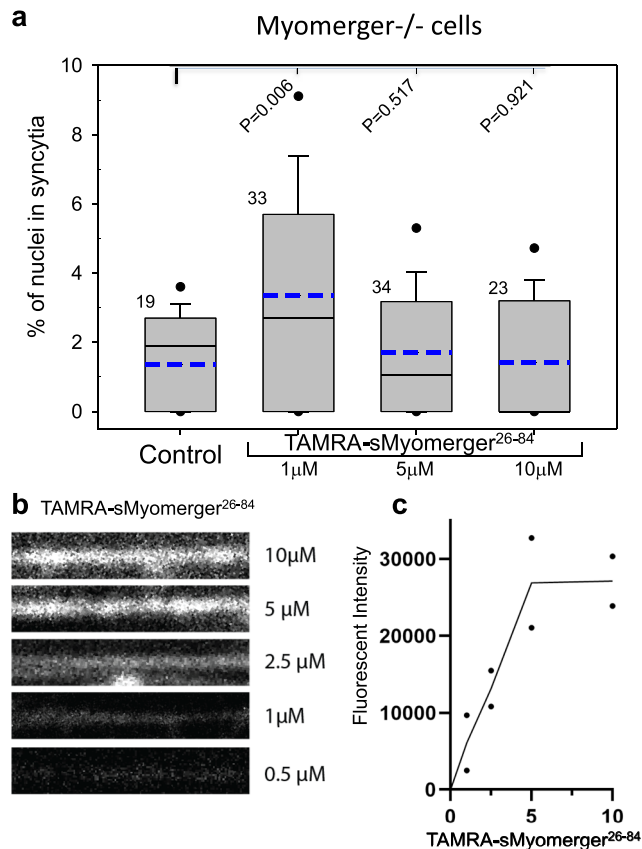 a
Myomerger-/- cells
% of nuclei in syncytia
10
8
6
4
2
0
P=0.006
P=0.517
P=0.921
19
33
34
23
Control
TAMRA-sMyomerger²⁶⁻⁸⁴
1μM
5μM
10μM
b
TAMRA-sMyomerger²⁶⁻⁸⁴
10μM
5 μM
2.5 μM
1μM
0.5 μM
c
Fluorescent Intensity
30000
20000
10000
0
0
5
10
TAMRA-sMyomerger²⁶⁻⁸⁴